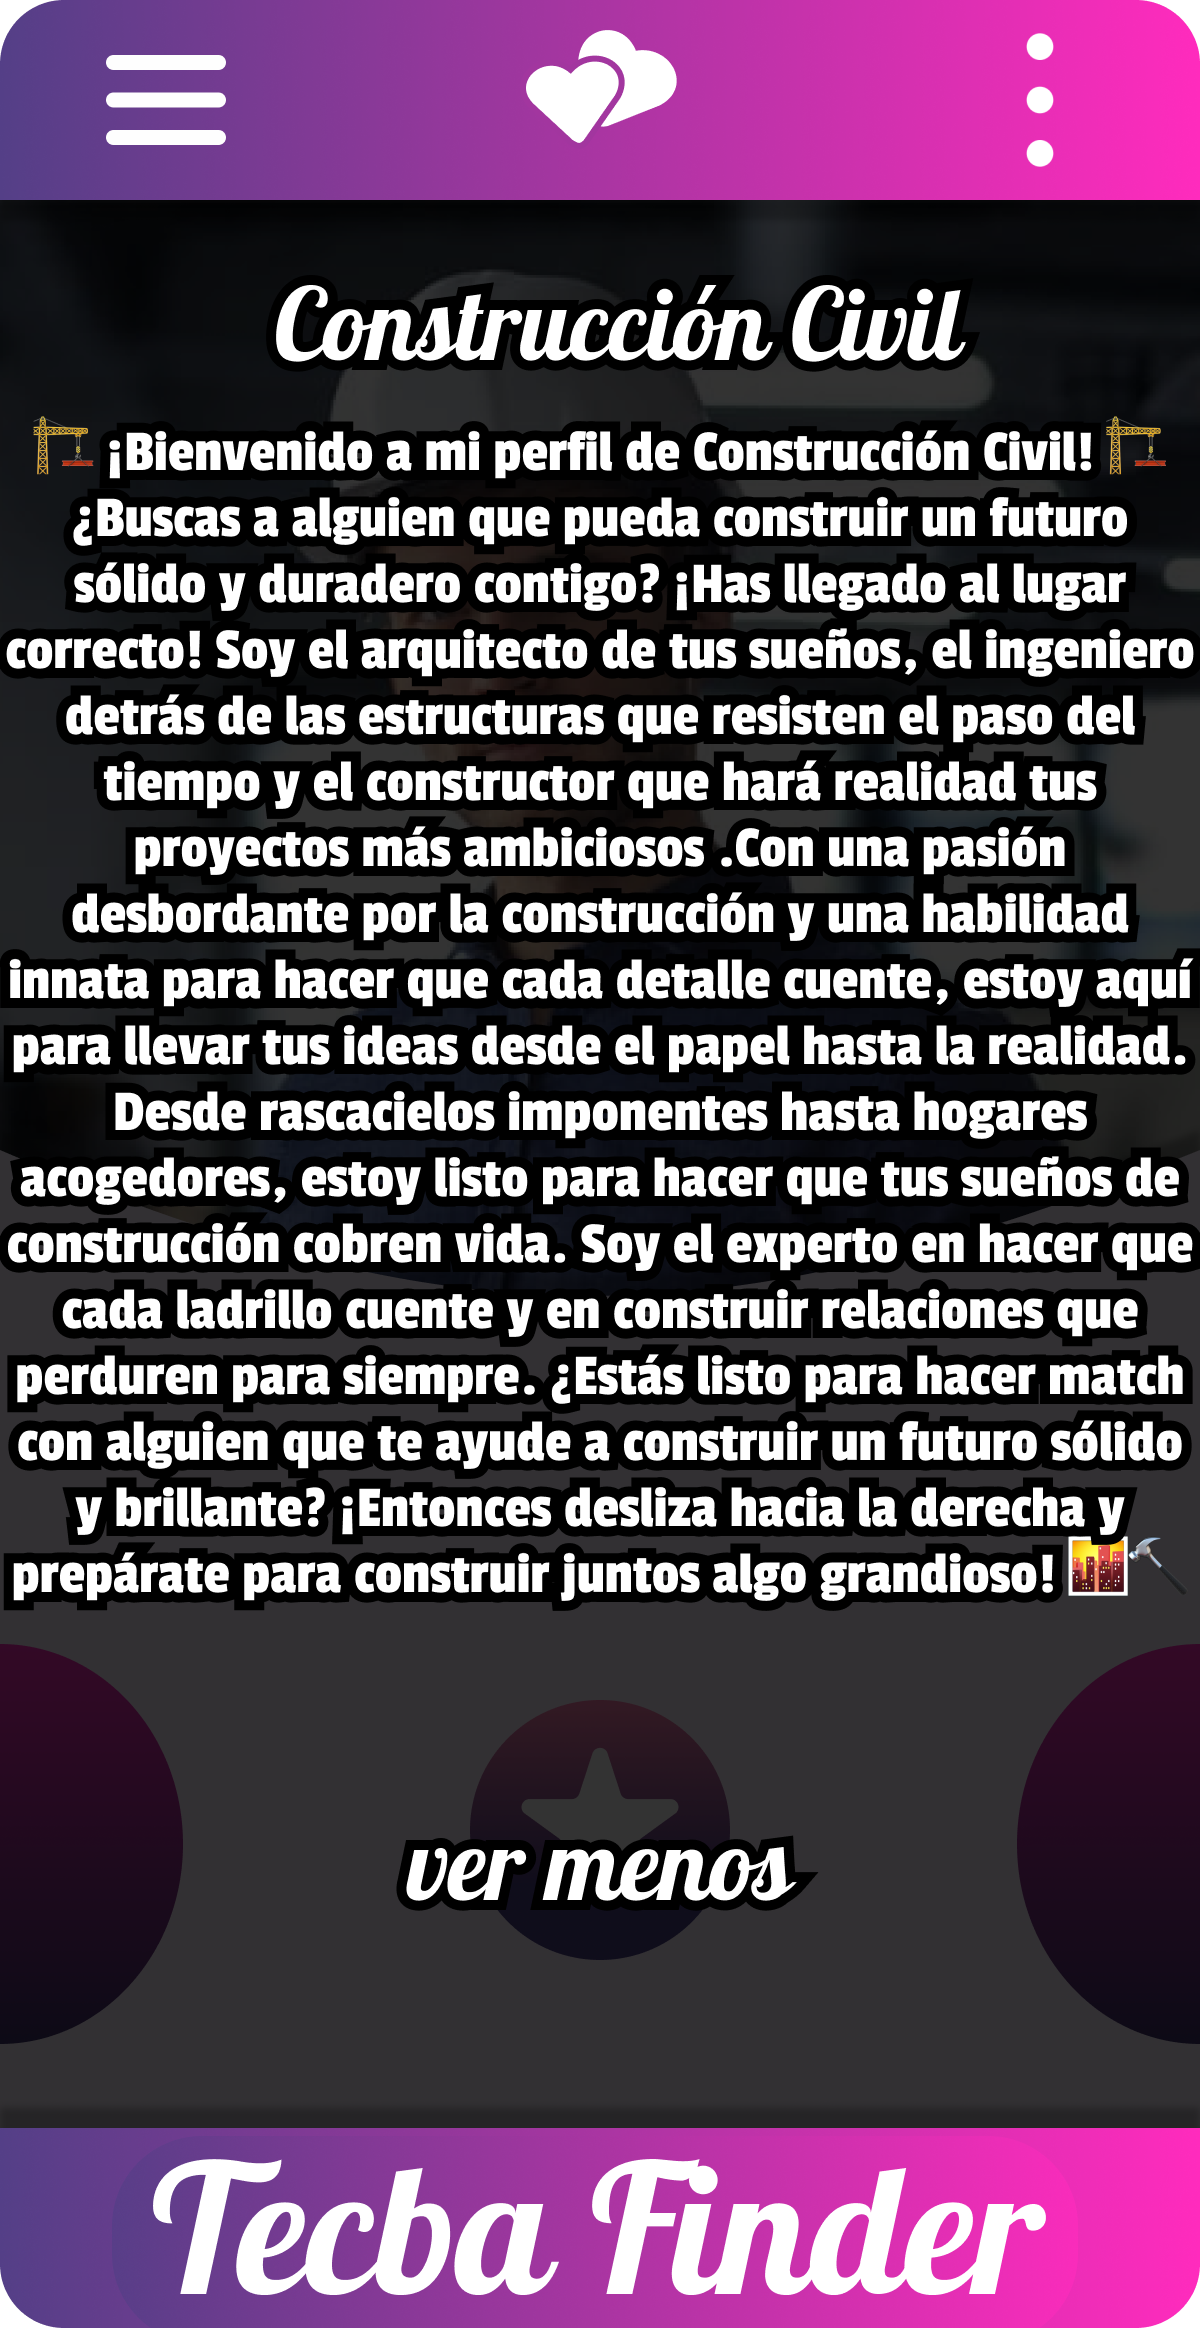 Construcción Civil
🏗️ ¡Bienvenido a mi perfil de Construcción Civil! 🏗️
¿Buscas a alguien que pueda construir un futuro
sólido y duradero contigo? ¡Has llegado al lugar
correcto! Soy el arquitecto de tus sueños, el ingeniero
detrás de las estructuras que resisten el paso del
tiempo y el constructor que hará realidad tus
proyectos más ambiciosos .Con una pasión
desbordante por la construcción y una habilidad
innata para hacer que cada detalle cuente, estoy aquí
para llevar tus ideas desde el papel hasta la realidad.
Desde rascacielos imponentes hasta hogares
acogedores, estoy listo para hacer que tus sueños de
construcción cobren vida. Soy el experto en hacer que
cada ladrillo cuente y en construir relaciones que
perduren para siempre. ¿Estás listo para hacer match
con alguien que te ayude a construir un futuro sólido
y brillante? ¡Entonces desliza hacia la derecha y
prepárate para construir juntos algo grandioso! 🌇🔨
ver menos
Tecba Finder